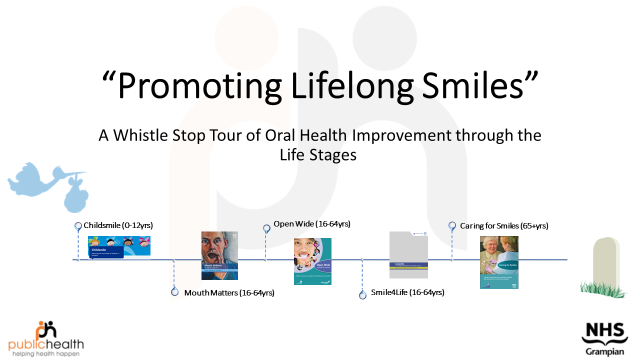 “Promoting Lifelong Smiles”
A Whistle Stop Tour of Oral Health Improvement through the
Life Stages
Childsmile (0-12yrs)
Open Wide (16-64yrs)
Caring for Smiles (65+yrs)
Mouth Matters (16-64yrs)
Smile4Life (16-64yrs)
publichealth
helping health happen
NHS
Grampian